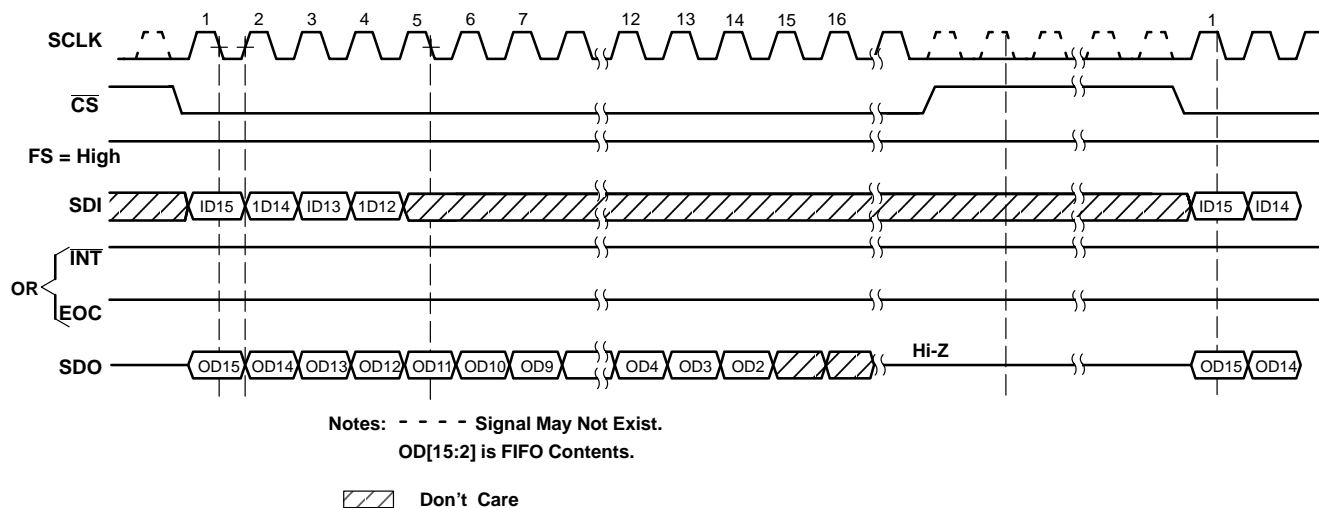 1 2 3 4 5 6 7 12 13 14 15 16 1
SCLK
CS
FS = High
SDI ID15 1D14 ID13 1D12 ID15 ID14
INT
OR
EOC
SDO OD15 OD14 OD13 OD12 OD11 OD10 OD9 OD4 OD3 OD2 Hi-Z OD15 OD14
Notes: - - - - Signal May Not Exist.
OD[15:2] is FIFO Contents.
Don't Care